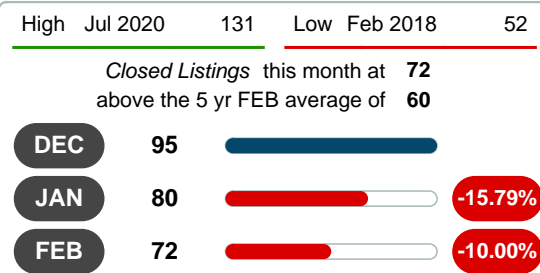 High Jul 2020 131 Low Feb 2018 52
Closed Listings this month at 72
above the 5 yr FEB average of 60
DEC 95
JAN 80 -15.79%
FEB 72 -10.00%